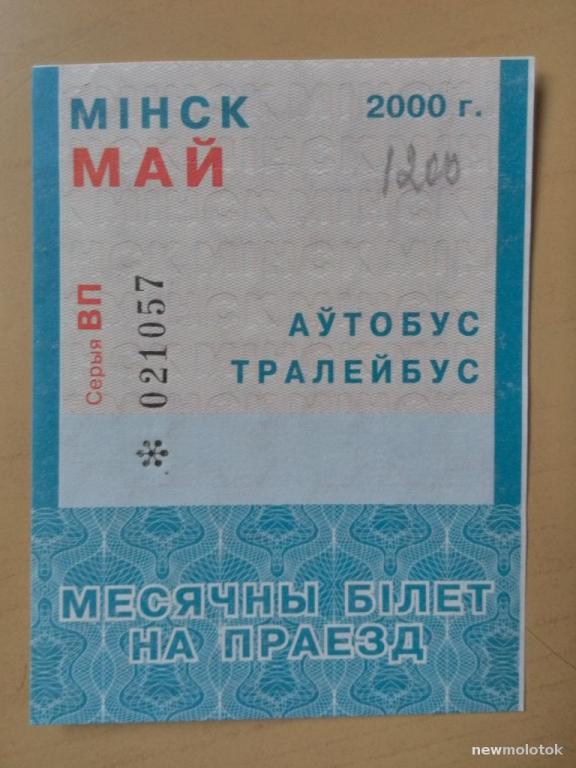 МІНСК 2000 г.
МАЙ
1200
Серыя ВП
* 021057
АЎТОБУС
ТРАЛЕЙБУС
МЕСЯЧНЫ БІЛЕТ
НА ПРАЕЗД
newmolotok